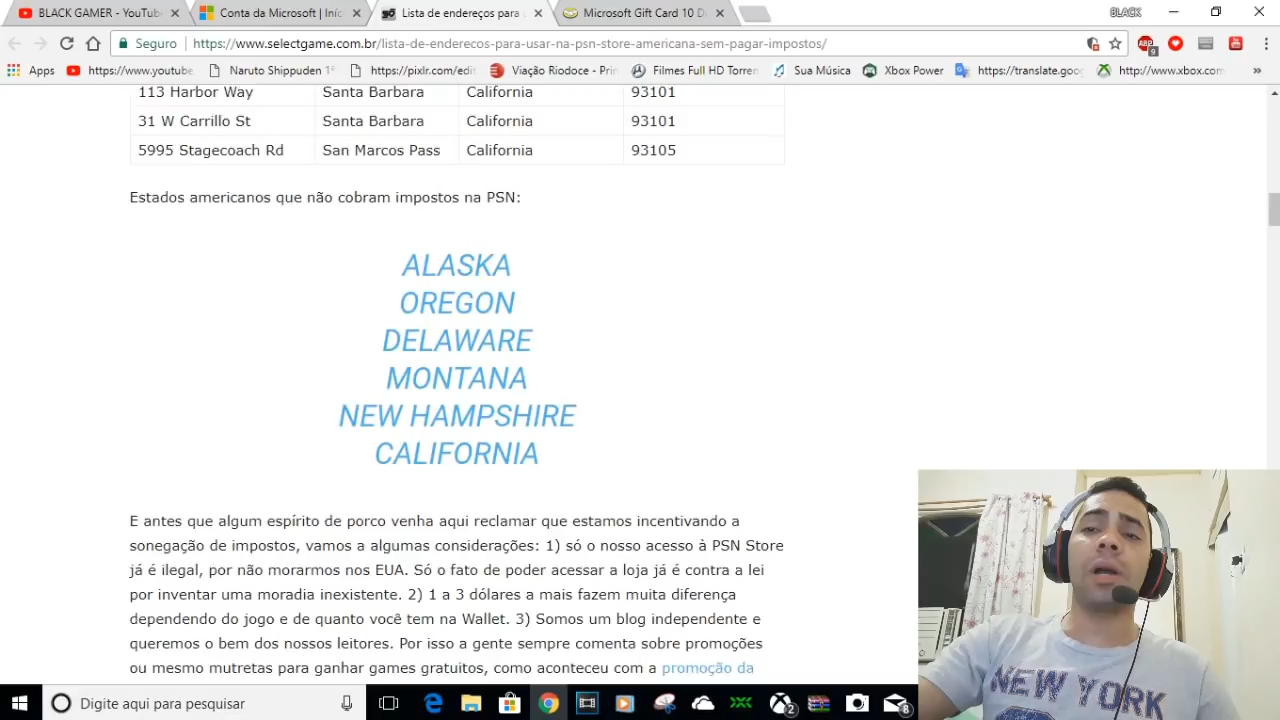 BLACK GAMER - YouTub
Conta da Microsoft | Iníc
Lista de endereços para u
Microsoft Gift Card 10 D
BLACK
Seguro
https://www.selectgame.com.br/lista-de-enderecos-para-usar-na-psn-store-americana-sem-pagar-impostos/
ABP
9
Apps
https://www.youtube
Naruto Shippuden 1ª
https://pixlr.com/edit
Viação Riodoce - Prin
Filmes Full HD Torren
Sua Música
Xbox Power
https://translate.goog
http://www.xbox.com
»
113 Harbor Way Santa Barbara California 93101
31 W Carrillo St Santa Barbara California 93101
5995 Stagecoach Rd San Marcos Pass California 93105
Estados americanos que não cobram impostos na PSN:
ALASKA
OREGON
DELAWARE
MONTANA
NEW HAMPSHIRE
CALIFORNIA
E antes que algum espírito de porco venha aqui reclamar que estamos incentivando a
sonegação de impostos, vamos a algumas considerações: 1) só o nosso acesso à PSN Store
já é ilegal, por não morarmos nos EUA. Só o fato de poder acessar a loja já é contra a lei
por inventar uma moradia inexistente. 2) 1 a 3 dólares a mais fazem muita diferença
dependendo do jogo e de quanto você tem na Wallet. 3) Somos um blog independente e
queremos o bem dos nossos leitores. Por isso a gente sempre comenta sobre promoções
ou mesmo mutretas para ganhar games gratuitos, como aconteceu com a promoção da
NEW YORK
Digite aqui para pesquisar
2
8